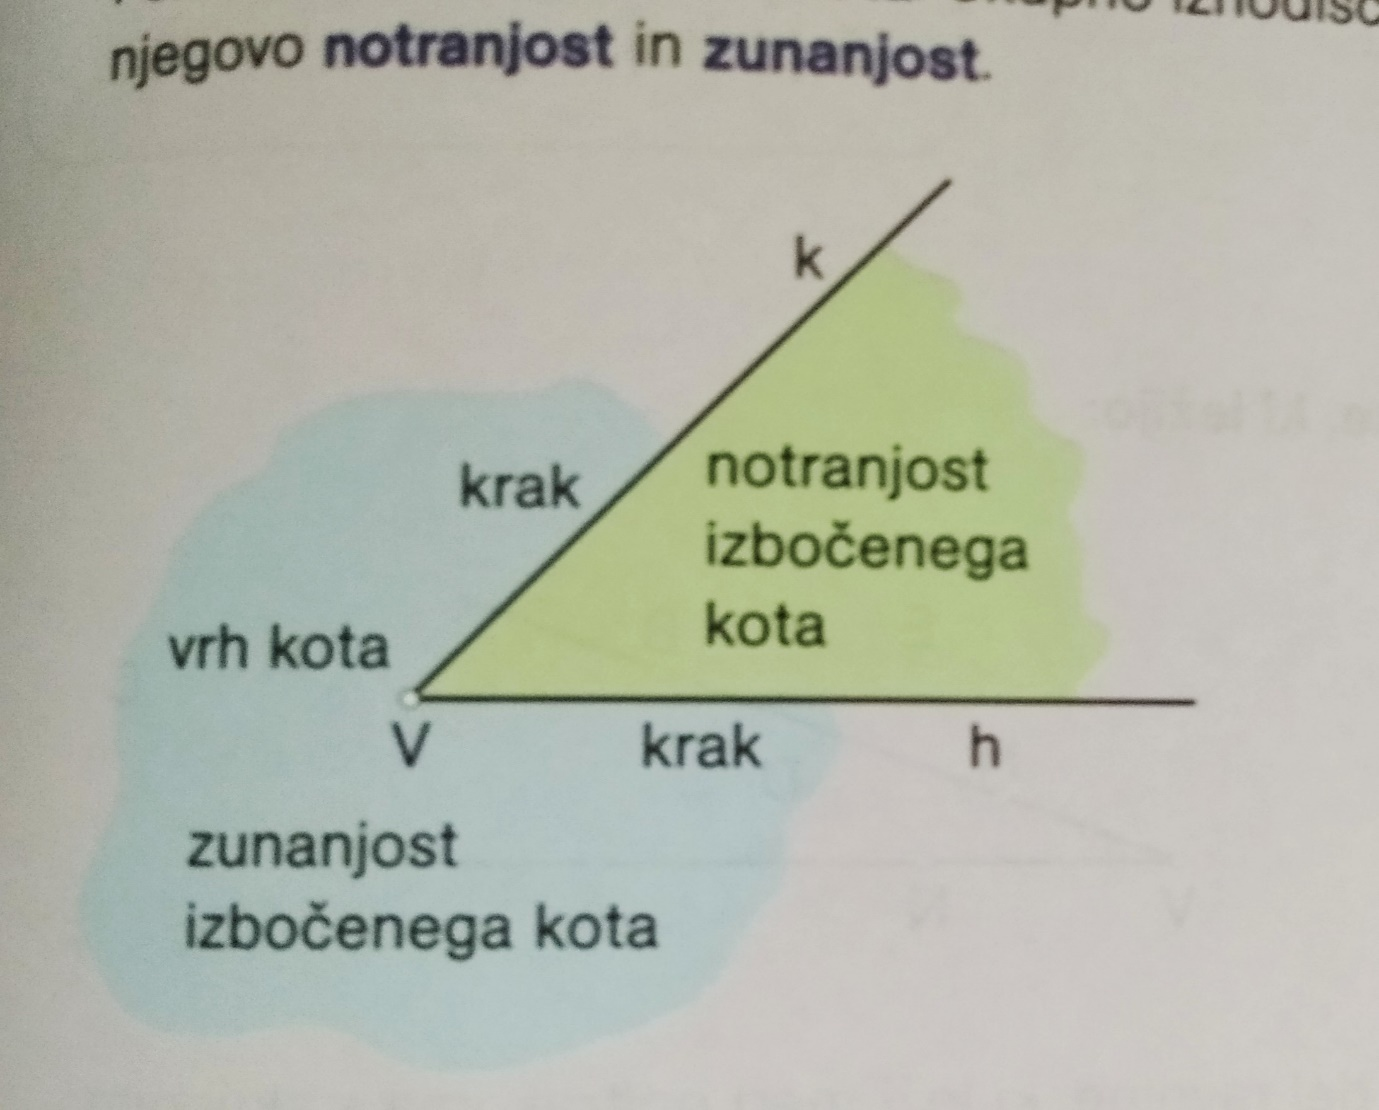 njegovo notranjost in zunanjost.
k
krak
notranjost
izbočenega
kota
vrh kota
V
krak
h
zunanjost
izbočenega kota